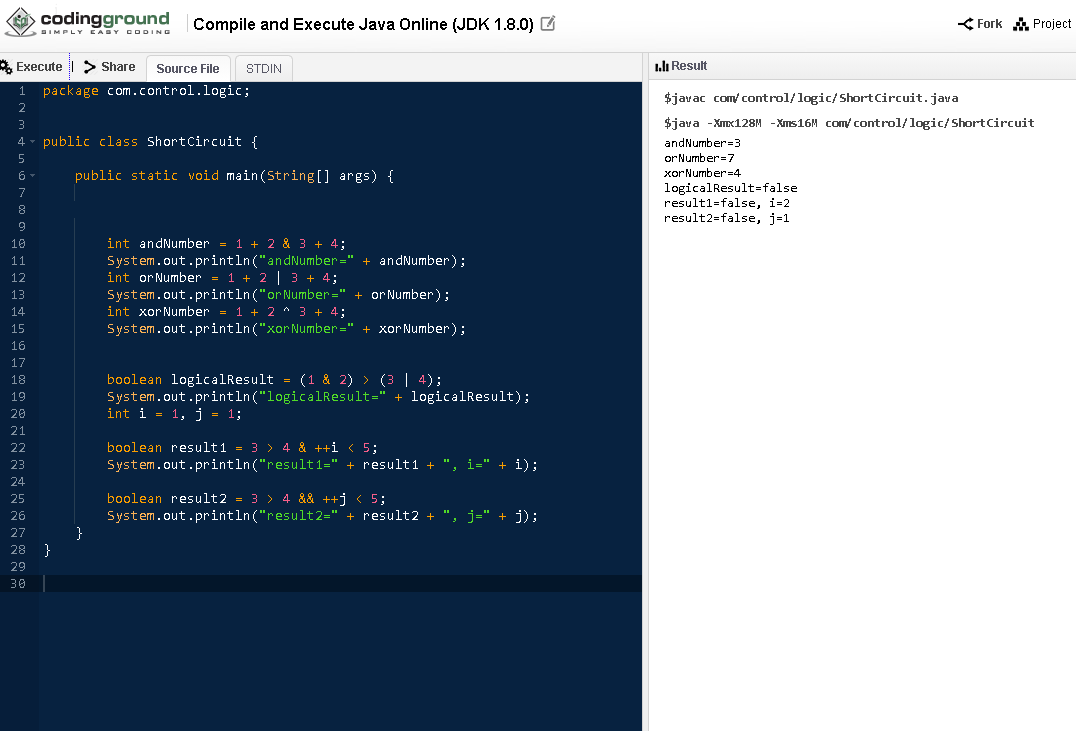 codingground
SIMPLY EASY CODING
Compile and Execute Java Online (JDK 1.8.0)
Fork
Project
Execute | Share Source File STDIN
1 package com.control.logic;
2
3
4 public class ShortCircuit {
5
6 public static void main(String[] args) {
7
8
9
10 int andNumber = 1 + 2 & 3 + 4;
11 System.out.println("andNumber=" + andNumber);
12 int orNumber = 1 + 2 | 3 + 4;
13 System.out.println("orNumber=" + orNumber);
14 int xorNumber = 1 + 2 ^ 3 + 4;
15 System.out.println("xorNumber=" + xorNumber);
16
17
18 boolean logicalResult = (1 & 2) > (3 | 4);
19 System.out.println("logicalResult=" + logicalResult);
20 int i = 1, j = 1;
21
22 boolean result1 = 3 > 4 & ++i < 5;
23 System.out.println("result1=" + result1 + ", i=" + i);
24
25 boolean result2 = 3 > 4 && ++j < 5;
26 System.out.println("result2=" + result2 + ", j=" + j);
27 }
28 }
29
30
Result
$javac com/control/logic/ShortCircuit.java
$java -Xmx128M -Xms16M com/control/logic/ShortCircuit
andNumber=3
orNumber=7
xorNumber=4
logicalResult=false
result1=false, i=2
result2=false, j=1